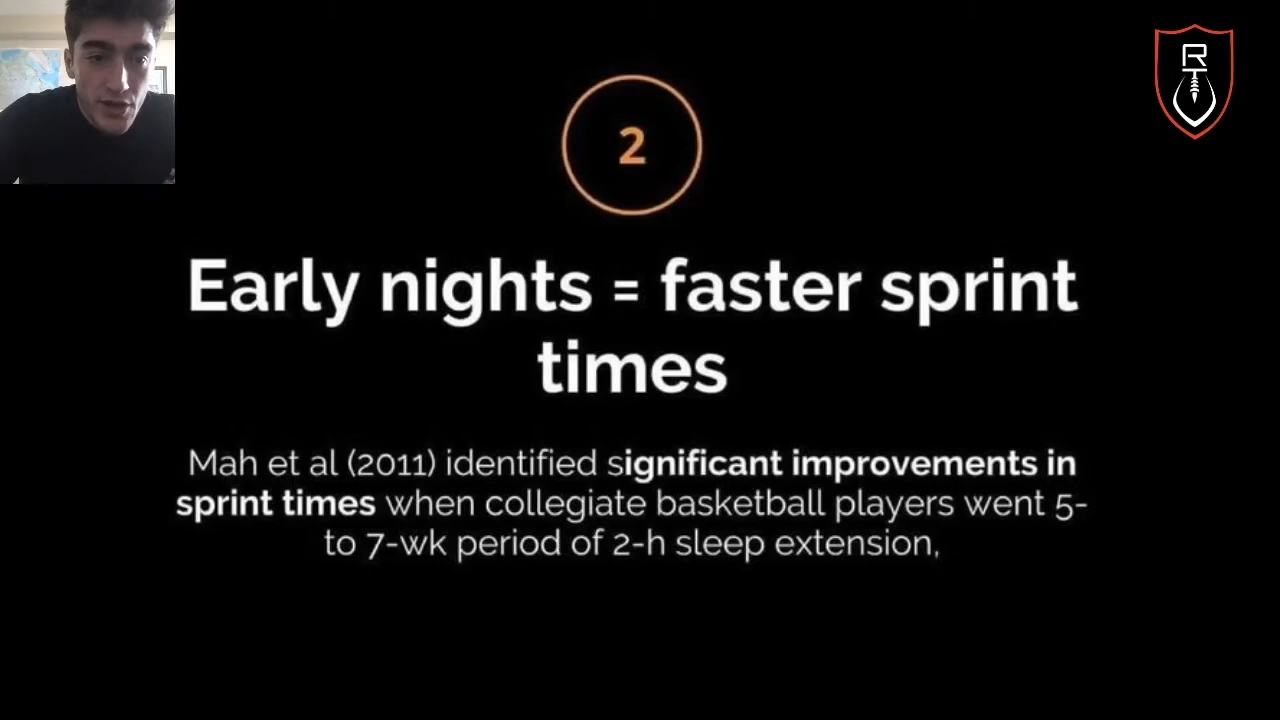 RT
2
Early nights = faster sprint
times
Mah et al (2011) identified significant improvements in
sprint times when collegiate basketball players went 5-
to 7-wk period of 2-h sleep extension,